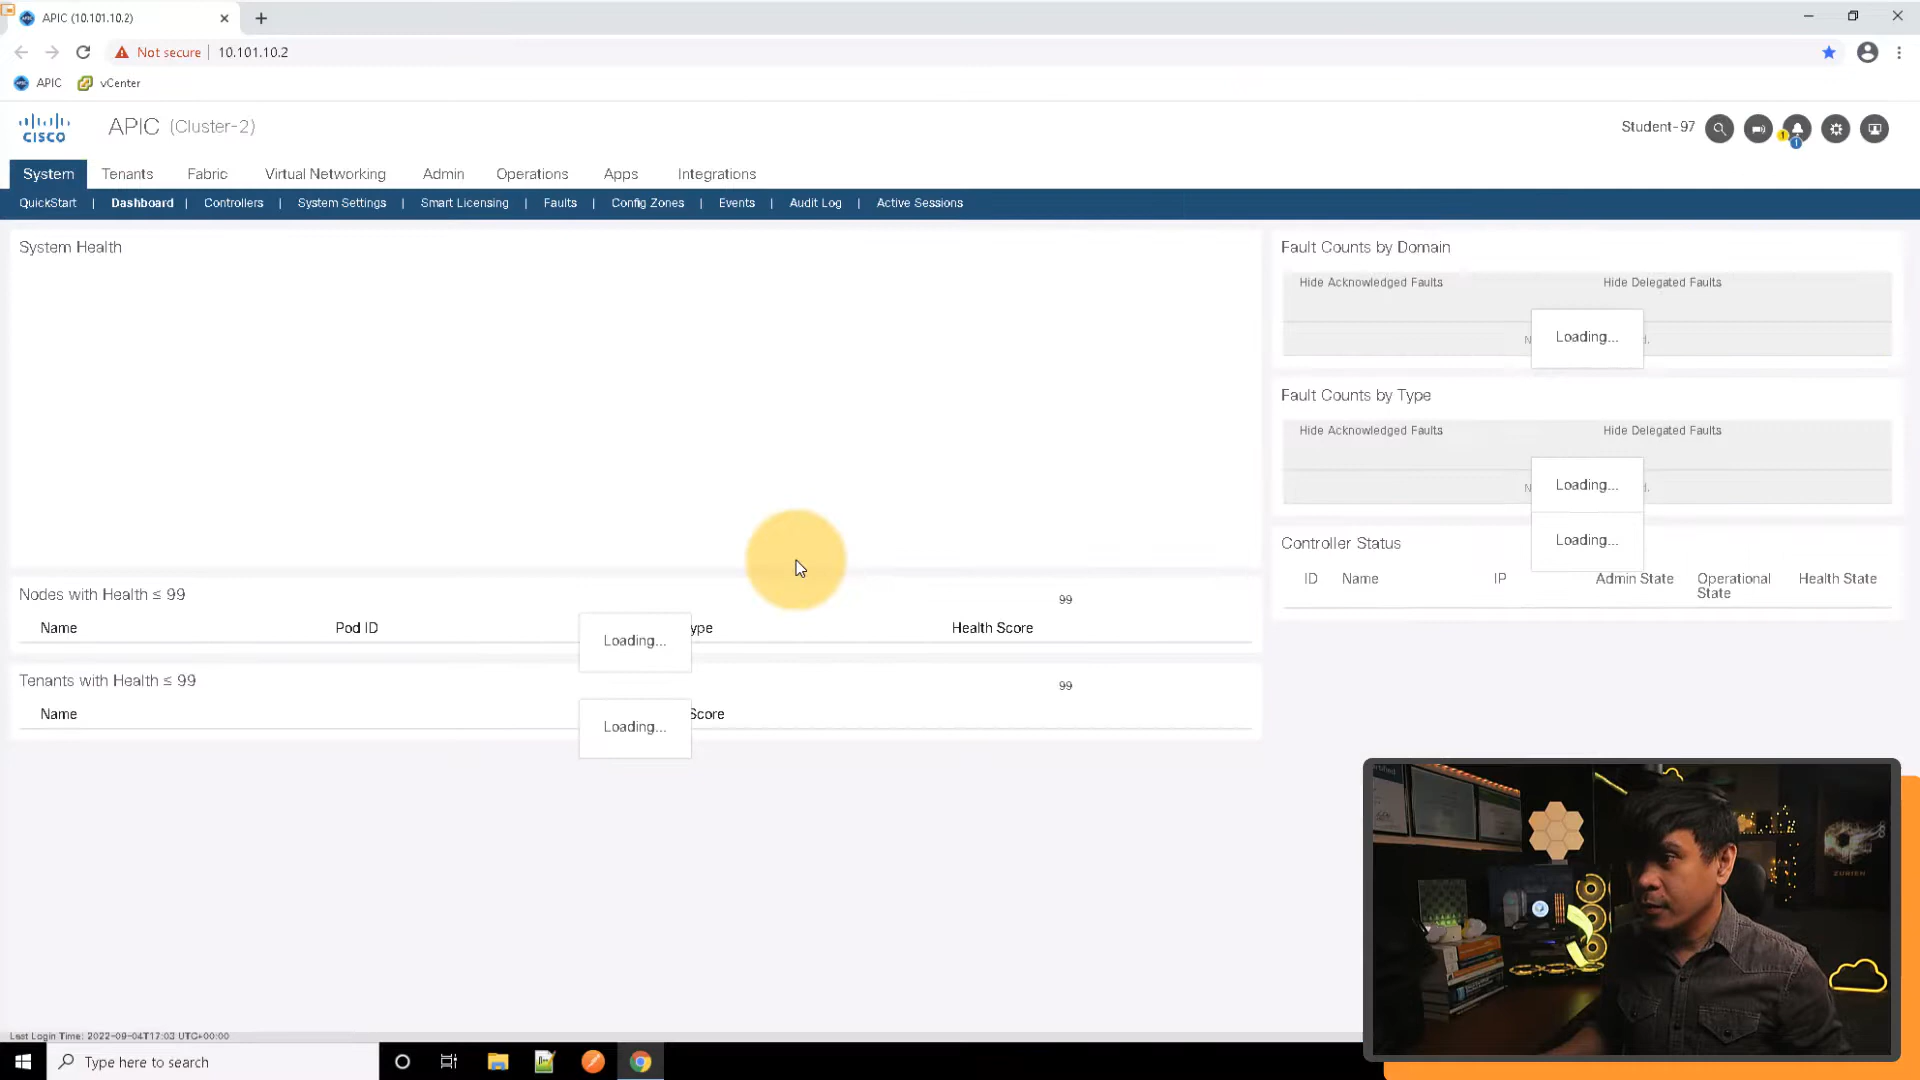 APIC (10.101.10.2)
Not secure 10.101.10.2
APIC vCenter
CISCO APIC (Cluster-2) Student-97 1 1
System Tenants Fabric Virtual Networking Admin Operations Apps Integrations
QuickStart | Dashboard | Controllers | System Settings | Smart Licensing | Faults | Config Zones | Events | Audit Log | Active Sessions
System Health
Nodes with Health ≤ 99
99
Name Pod ID ype Health Score
Loading...
Tenants with Health ≤ 99
99
Name Score
Loading...
Fault Counts by Domain
Hide Acknowledged Faults Hide Delegated Faults
Loading...
Fault Counts by Type
Hide Acknowledged Faults Hide Delegated Faults
Loading...
Loading...
Controller Status
ID Name IP Admin State Operational State Health State
ZURIEH
Last Login Time: 2022-09-04T17:03 UTC+00:00
Type here to search